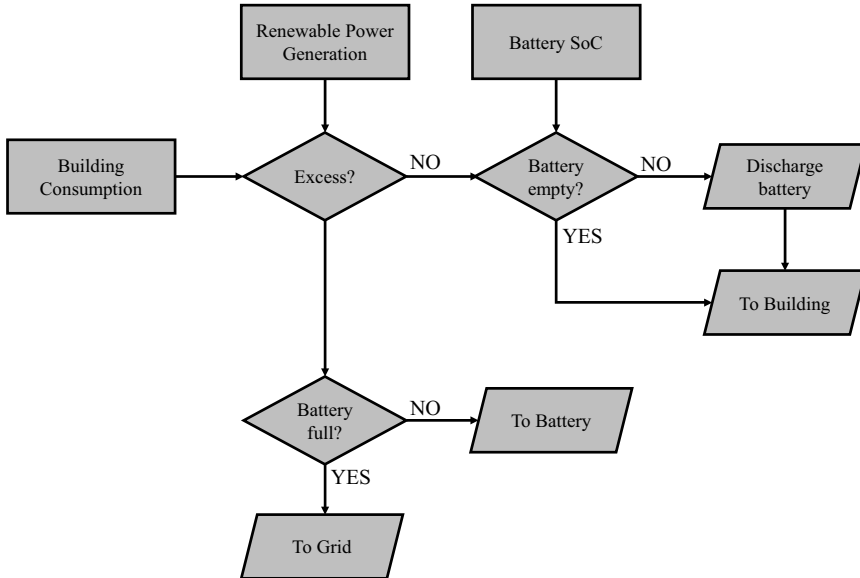 Renewable Power
Generation
Battery SoC
Building
Consumption
Excess?
NO
Battery
empty?
NO
Discharge
battery
YES
To Building
Battery
full?
NO
To Battery
YES
To Grid